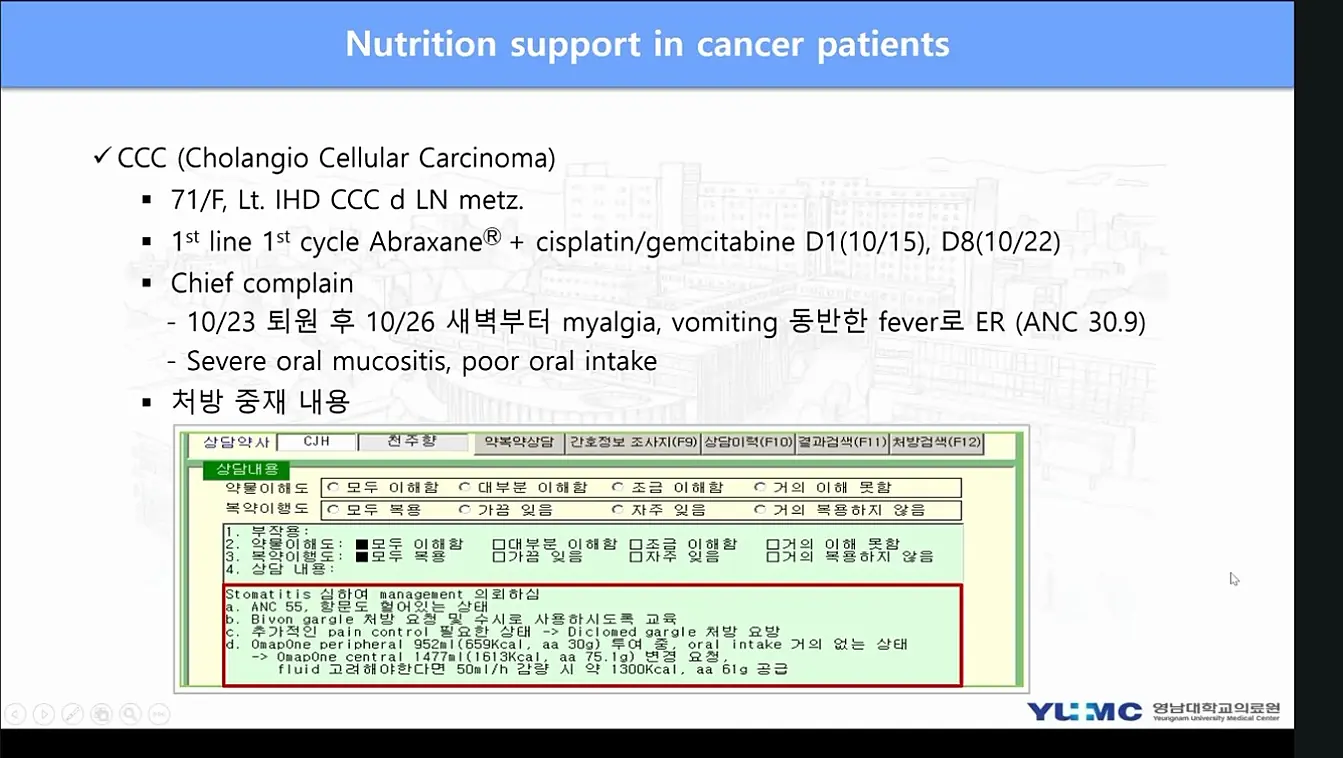 Nutrition support in cancer patients
✓ CCC (Cholangio Cellular Carcinoma)
▪ 71/F, Lt. IHD CCC d LN metz.
▪ 1st line 1st cycle Abraxane® + cisplatin/gemcitabine D1(10/15), D8(10/22)
▪ Chief complain
- 10/23 퇴원 후 10/26 새벽부터 myalgia, vomiting 동반한 fever로 ER (ANC 30.9)
- Severe oral mucositis, poor oral intake
▪ 처방 중재 내용
상담약사 CJH 천주향 약복약상담 간호정보 조사지(F9) 상담이력(F10) 결과검색(F11) 처방검색(F12)
상담내용
약물이해도 ○ 모두 이해함 ○ 대부분 이해함 ○ 조금 이해함 ○ 거의 이해 못함
복약이행도 ○ 모두 복용 ○ 가끔 잊음 ○ 자주 잊음 ○ 거의 복용하지 않음
1. 부작용:
2. 약물이해도: ■모두 이해함 □대부분 이해함 □조금 이해함 □거의 이해 못함
3. 복약이행도: ■모두 복용 □가끔 잊음 □자주 잊음 □거의 복용하지 않음
4. 상담 내용:
Stomatitis 심하여 management 의뢰하심
a. ANC 55, 항문도 헐어있는 상태
b. Bivon gargle 처방 요청 및 수시로 사용하시도록 교육
c. 추가적인 pain control 필요한 상태 -> Diclomed gargle 처방 요망
d. OmapOne peripheral 952ml(659Kcal, aa 30g) 투여 중, oral intake 거의 없는 상태
-> OmapOne central 1477ml(1613Kcal, aa 75.1g) 변경 요청,
fluid 고려해야한다면 50ml/h 감량 시 약 1300Kcal, aa 61g 공급
YUMC 영남대학교의료원
Yeungnam University Medical Center